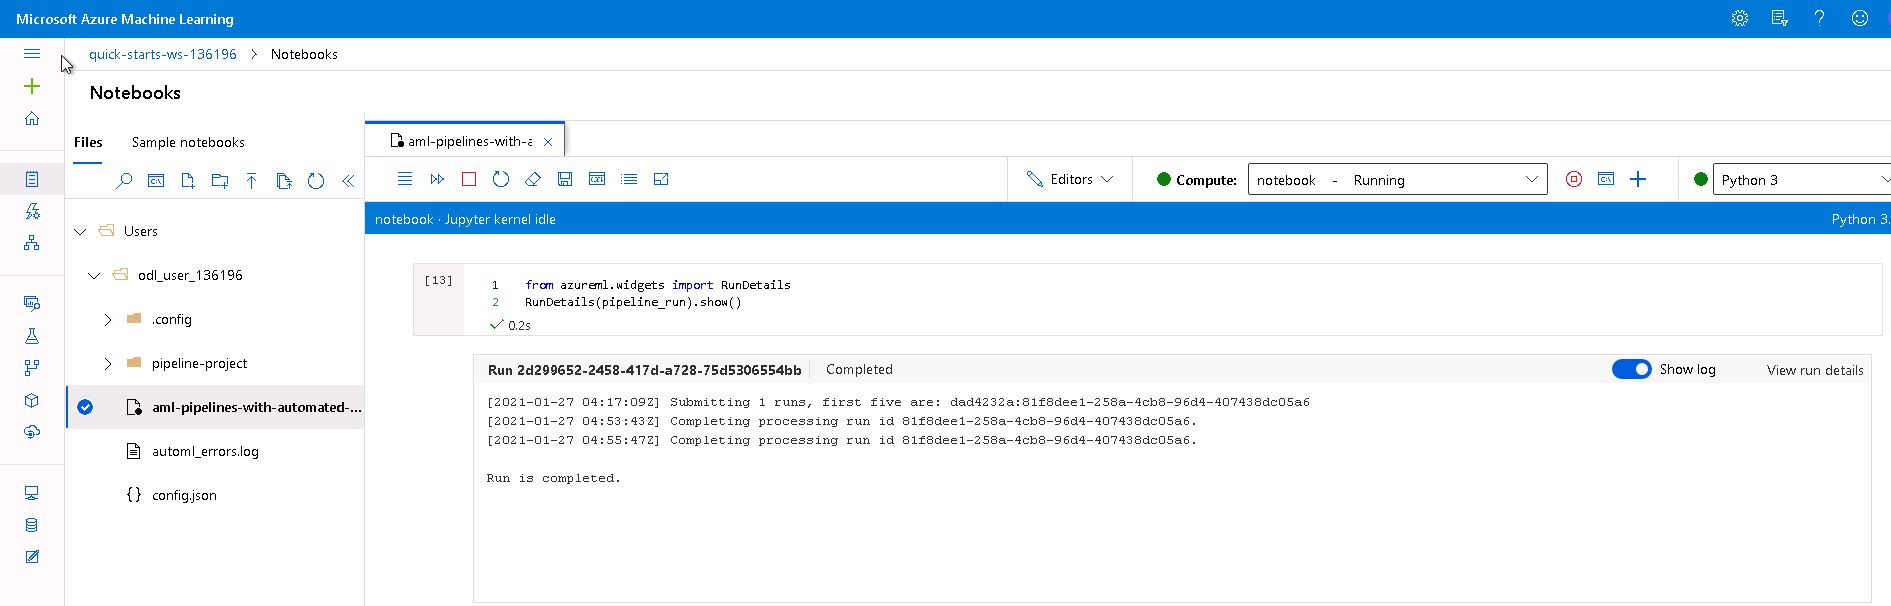 Microsoft Azure Machine Learning
quick-starts-ws-136196 > Notebooks
Notebooks
Files Sample notebooks
aml-pipelines-with-a
Editors
Compute: notebook - Running
Python 3
notebook · Jupyter kernel idle
Python 3.
Users
odl_user_136196
.config
pipeline-project
aml-pipelines-with-automated-...
automl_errors.log
{} config.json
[13]
1 from azureml.widgets import RunDetails
2 RunDetails(pipeline_run).show()
0.2s
Run 2d299652-2458-417d-a728-75d5306554bb Completed
Show log
View run details
[2021-01-27 04:17:09Z] Submitting 1 runs, first five are: dad4232a:81f8dee1-258a-4cb8-96d4-407438dc05a6
[2021-01-27 04:53:43Z] Completing processing run id 81f8dee1-258a-4cb8-96d4-407438dc05a6.
[2021-01-27 04:55:47Z] Completing processing run id 81f8dee1-258a-4cb8-96d4-407438dc05a6.
Run is completed.